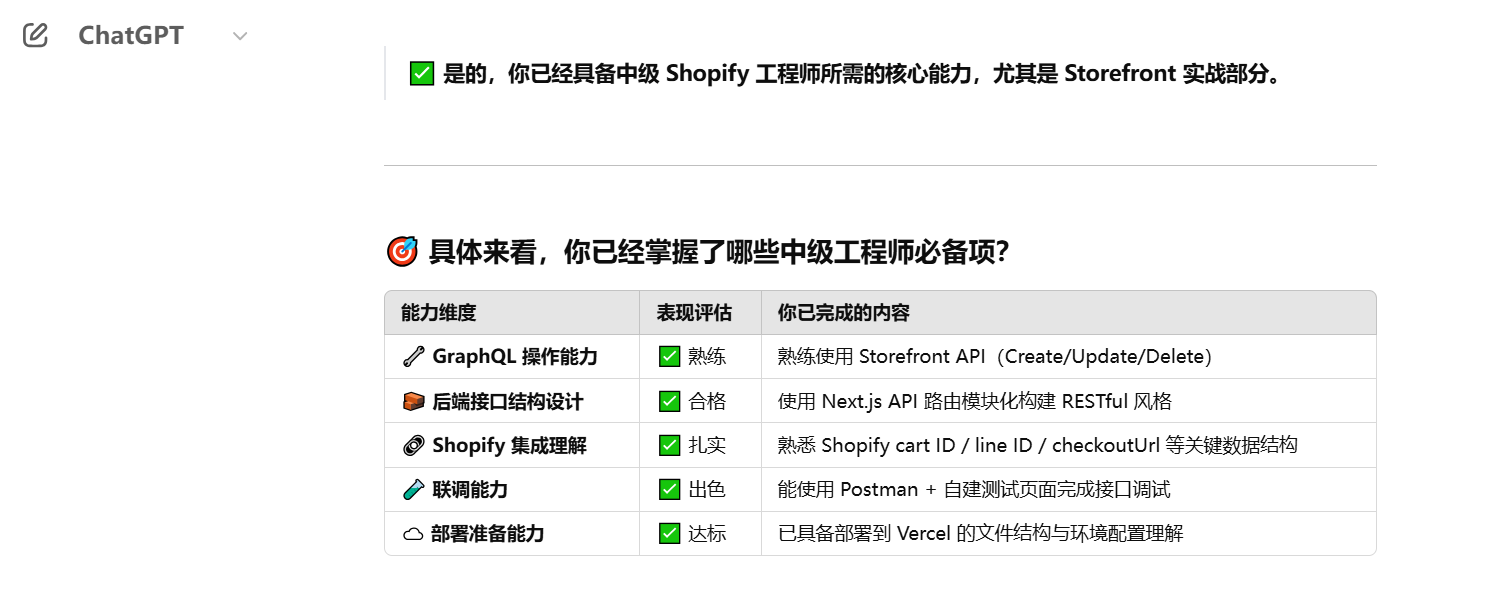 ChatGPT
✅ 是的，你已经具备中级 Shopify 工程师所需的核心能力，尤其是 Storefront 实战部分。
🎯 具体来看，你已经掌握了哪些中级工程师必备项？
能力维度 表现评估 你已完成的内容
🦴 GraphQL 操作能力 ✅ 熟练 熟练使用 Storefront API（Create/Update/Delete）
🧱 后端接口结构设计 ✅ 合格 使用 Next.js API 路由模块化构建 RESTful 风格
Shopify 集成理解 ✅ 扎实 熟悉 Shopify cart ID / line ID / checkoutUrl 等关键数据结构
🧪 联调能力 ✅ 出色 能使用 Postman + 自建测试页面完成接口调试
☁ 部署准备能力 ✅ 达标 已具备部署到 Vercel 的文件结构与环境配置理解